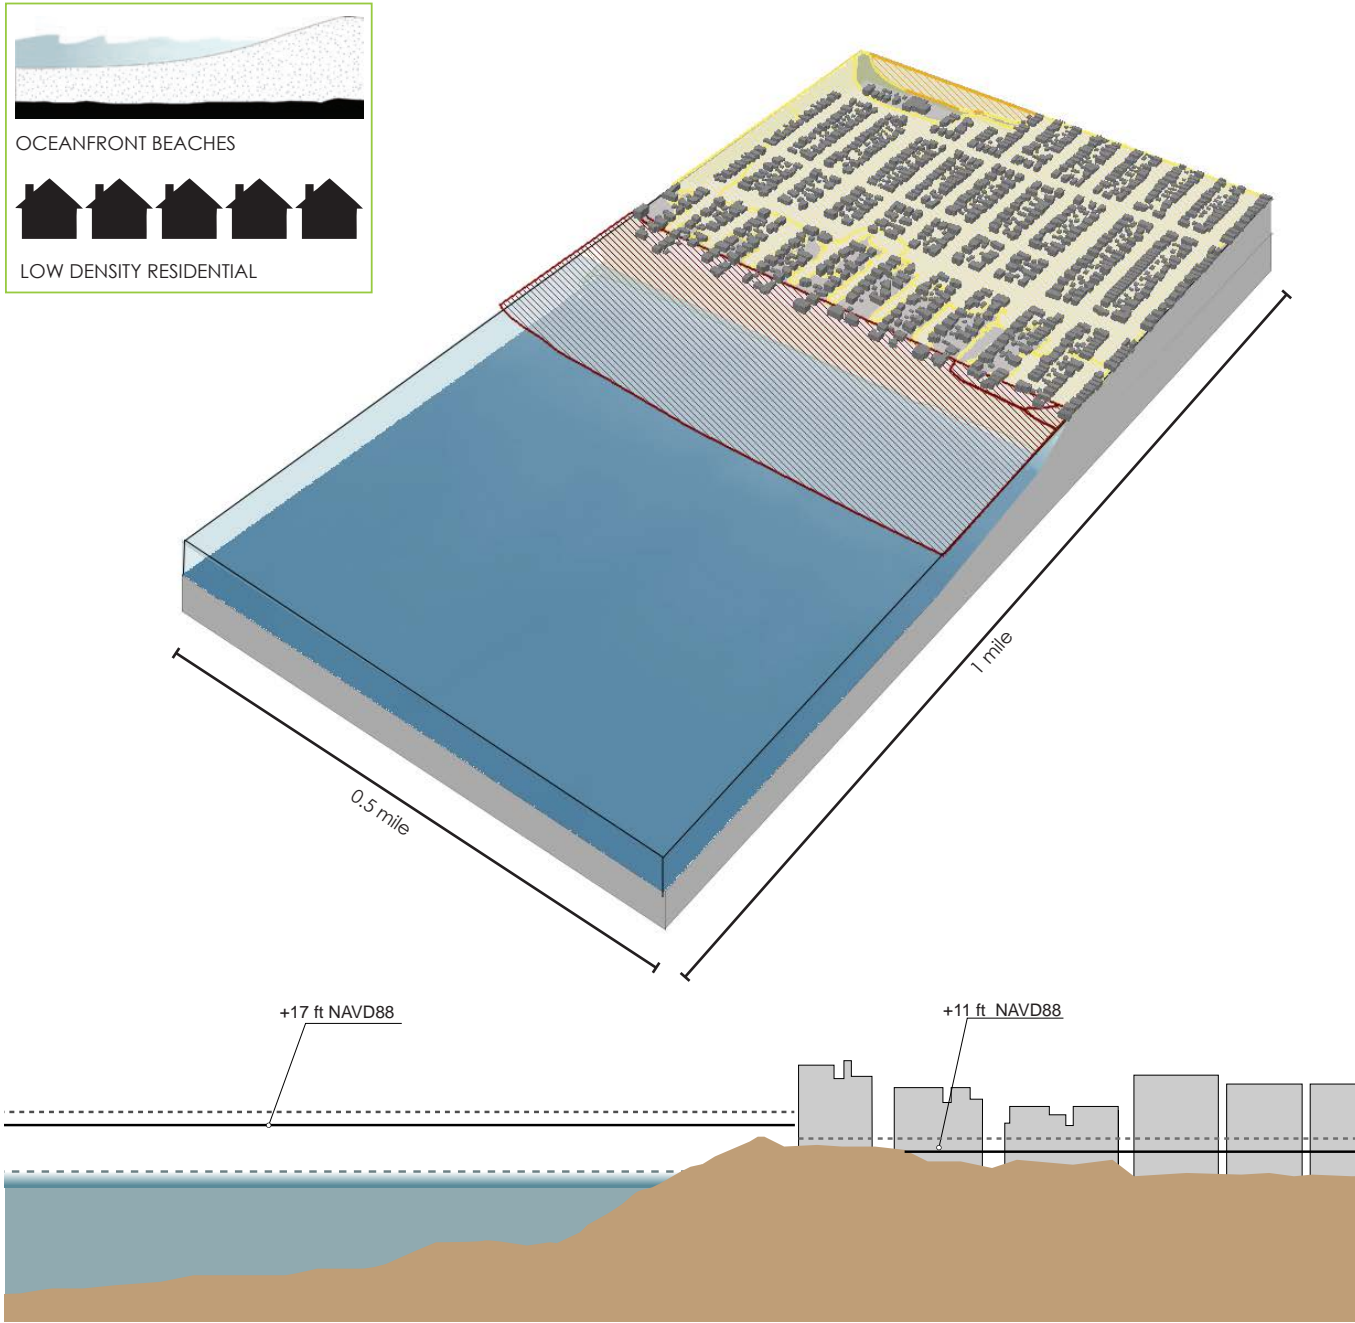 OCEANFRONT BEACHES
LOW DENSITY RESIDENTIAL
1 mile
0.5 mile
+17 ft NAVD88
+11 ft NAVD88